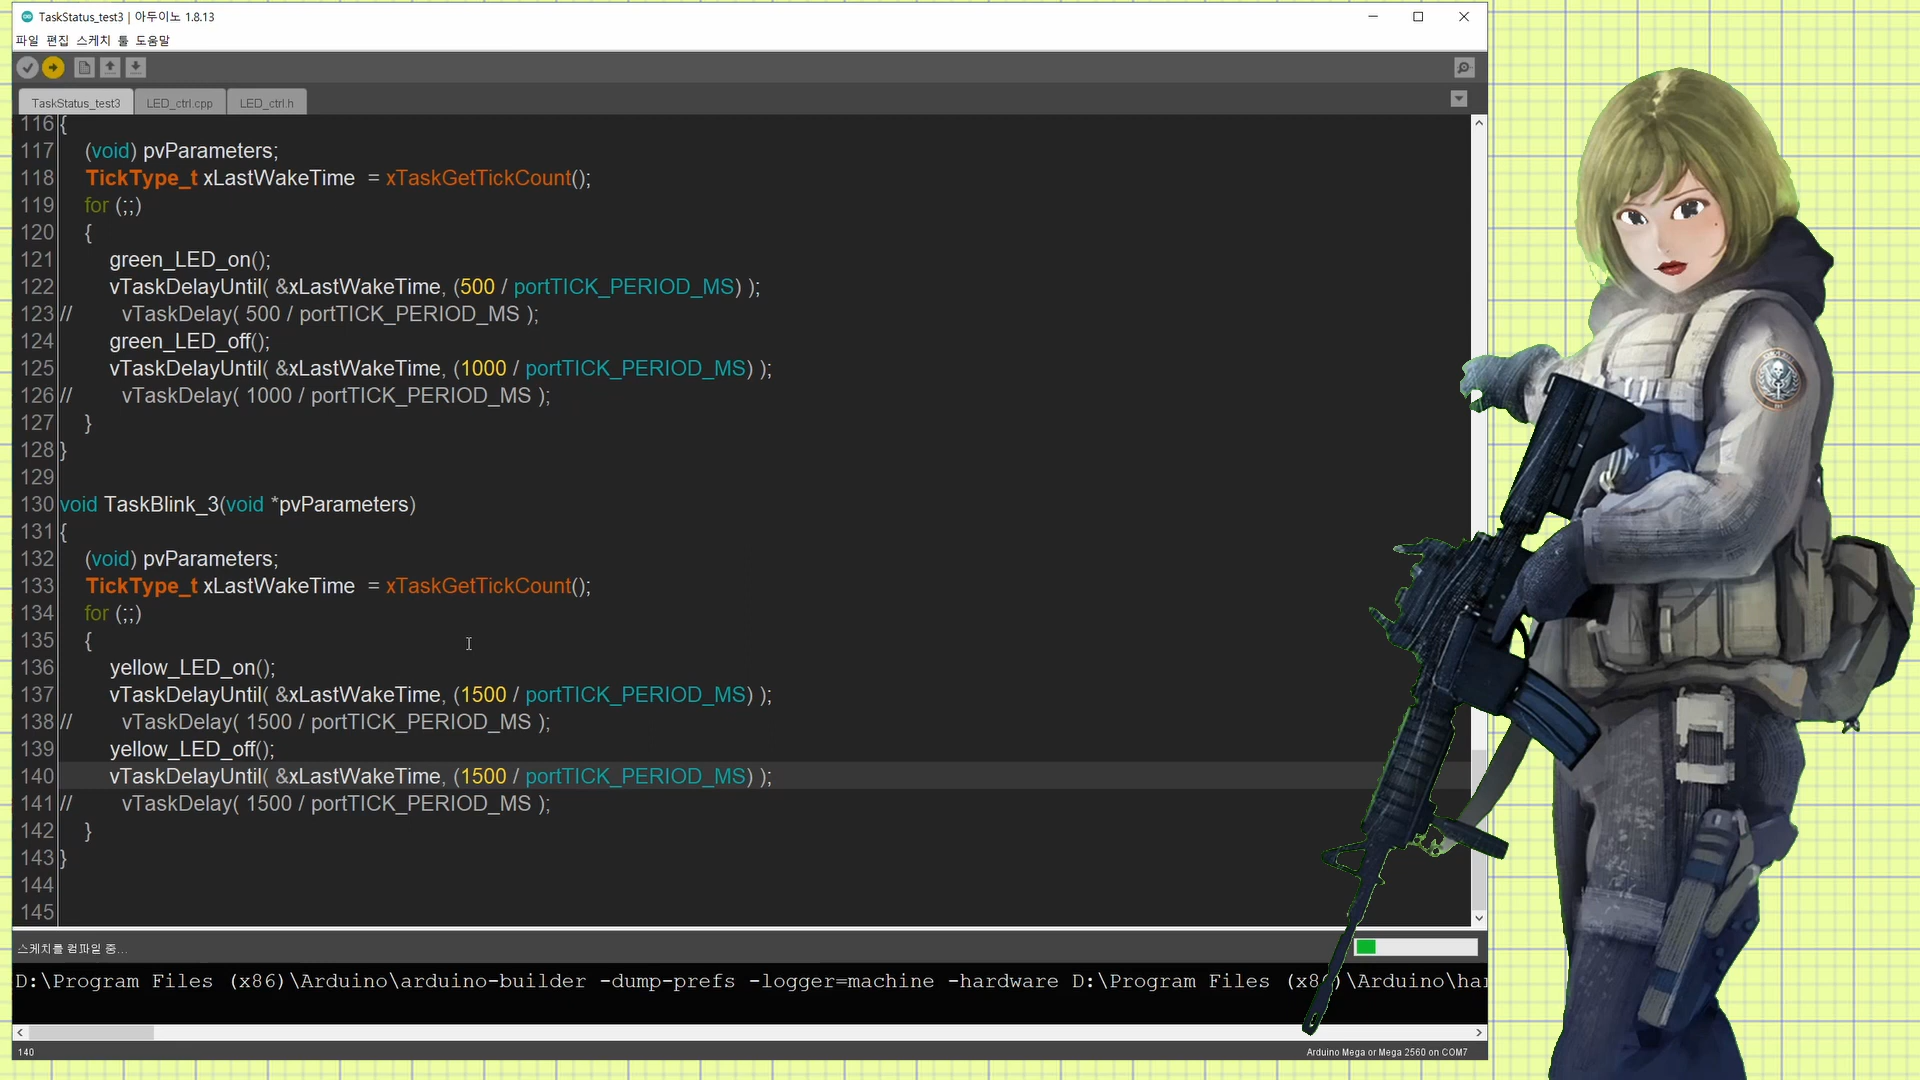 TaskStatus_test3 | 아두이노 1.8.13
파일 편집 스케치 툴 도움말
TaskStatus_test3 LED_ctrl.cpp LED_ctrl.h
116 {
117 (void) pvParameters;
118 TickType_t xLastWakeTime = xTaskGetTickCount();
119 for (;;)
120 {
121 green_LED_on();
122 vTaskDelayUntil( &xLastWakeTime, (500 / portTICK_PERIOD_MS) );
123 // vTaskDelay( 500 / portTICK_PERIOD_MS );
124 green_LED_off();
125 vTaskDelayUntil( &xLastWakeTime, (1000 / portTICK_PERIOD_MS) );
126 // vTaskDelay( 1000 / portTICK_PERIOD_MS );
127 }
128 }
129
130 void TaskBlink_3(void *pvParameters)
131 {
132 (void) pvParameters;
133 TickType_t xLastWakeTime = xTaskGetTickCount();
134 for (;;)
135 {
136 yellow_LED_on();
137 vTaskDelayUntil( &xLastWakeTime, (1500 / portTICK_PERIOD_MS) );
138 // vTaskDelay( 1500 / portTICK_PERIOD_MS );
139 yellow_LED_off();
140 vTaskDelayUntil( &xLastWakeTime, (1500 / portTICK_PERIOD_MS) );
141 // vTaskDelay( 1500 / portTICK_PERIOD_MS );
142 }
143 }
144
145
스케치를 컴파일 중...
D:\Program Files (x86)\Arduino\arduino-builder -dump-prefs -logger=machine -hardware D:\Program Files (x86)\Arduino\har
140 Arduino Mega or Mega 2560 on COM7